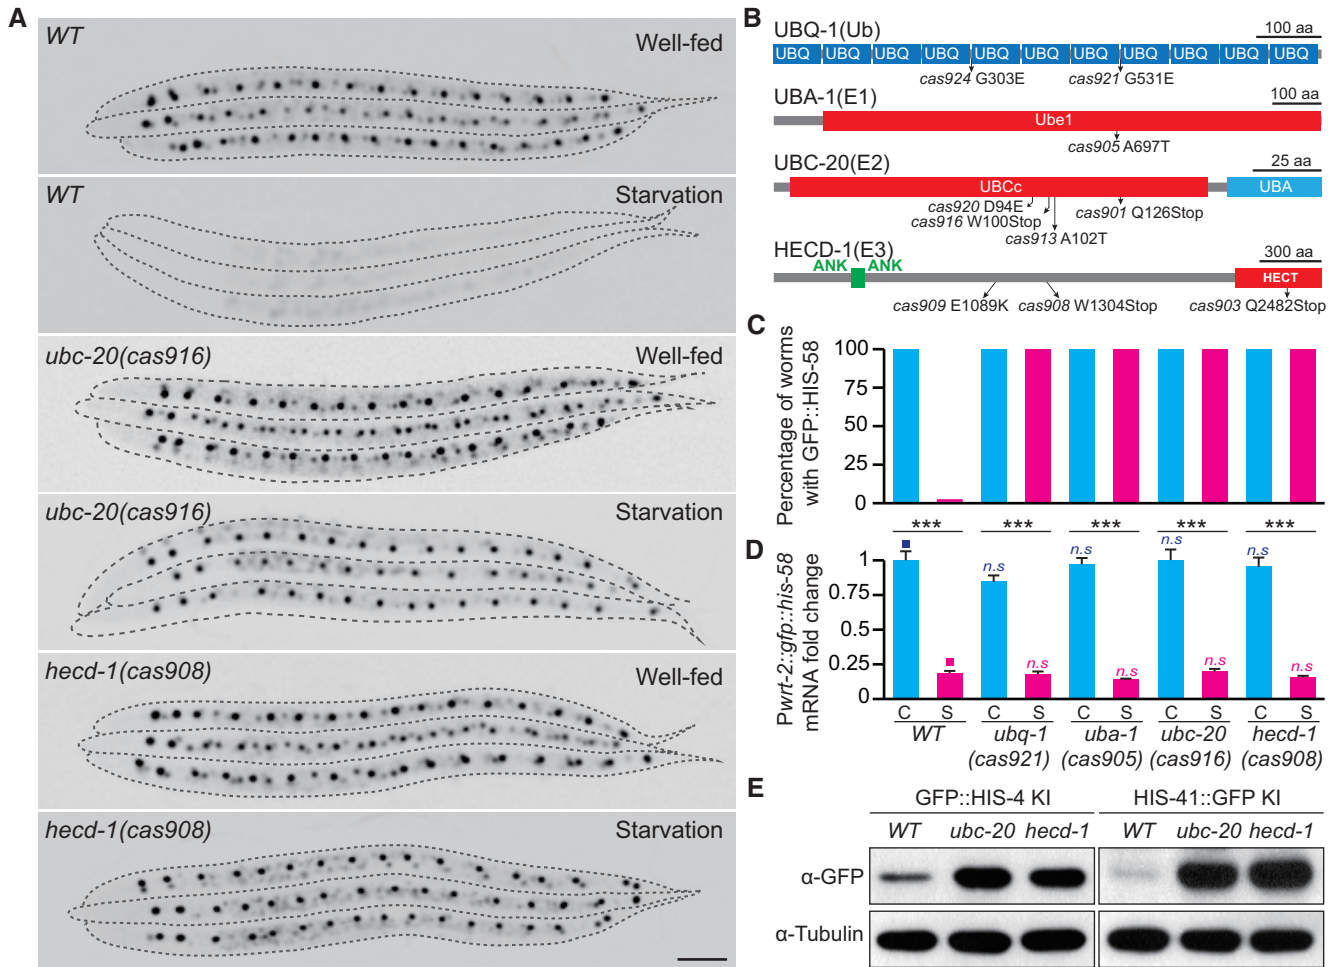 A
WT
Well-fed
WT
Starvation
ubc-20(cas916)
Well-fed
ubc-20(cas916)
Starvation
hecd-1(cas908)
Well-fed
hecd-1(cas908)
Starvation
B
UBQ-1(Ub)
100 aa
UBQ UBQ UBQ UBQ UBQ UBQ UBQ UBQ UBQ UBQ UBQ
cas924 G303E
cas921 G531E
UBA-1(E1)
100 aa
Ube1
cas905 A697T
UBC-20(E2)
25 aa
UBCc
UBA
cas920 D94E
cas916 W100Stop
cas901 Q126Stop
cas913 A102T
HECD-1(E3)
300 aa
ANK ANK
HECT
cas909 E1089K
cas908 W1304Stop
cas903 Q2482Stop
C
Percentage of worms
with GFP::HIS-58
100
75
50
25
0
*** *** *** *** ***
D
Pwrt-2::gfp::his-58
mRNA fold change
1
0.75
0.5
0.25
0
n.s n.s n.s n.s
n.s n.s n.s n.s
C S C S C S C S C S
WT
ubq-1
(cas921)
uba-1
(cas905)
ubc-20
(cas916)
hecd-1
(cas908)
E
GFP::HIS-4 KI
HIS-41::GFP KI
WT ubc-20 hecd-1
WT ubc-20 hecd-1
α-GFP
α-Tubulin